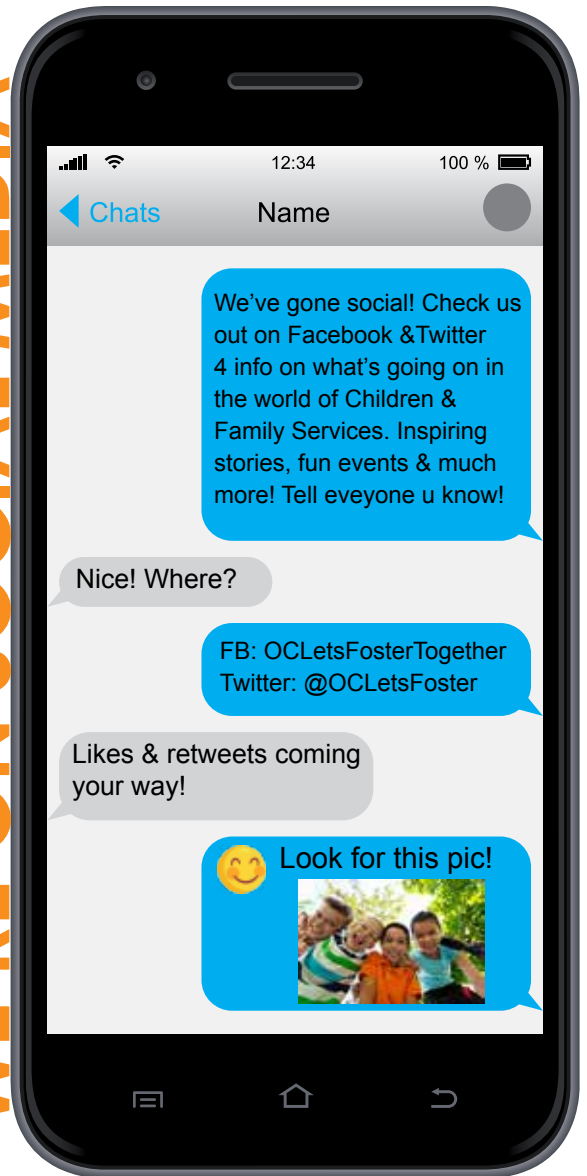 12:34
100 %
Chats
Name
We've gone social! Check us
out on Facebook &Twitter
4 info on what's going on in
the world of Children &
Family Services. Inspiring
stories, fun events & much
more! Tell eveyone u know!
Nice! Where?
FB: OCLetsFosterTogether
Twitter: @OCLetsFoster
Likes & retweets coming
your way!
Look for this pic!